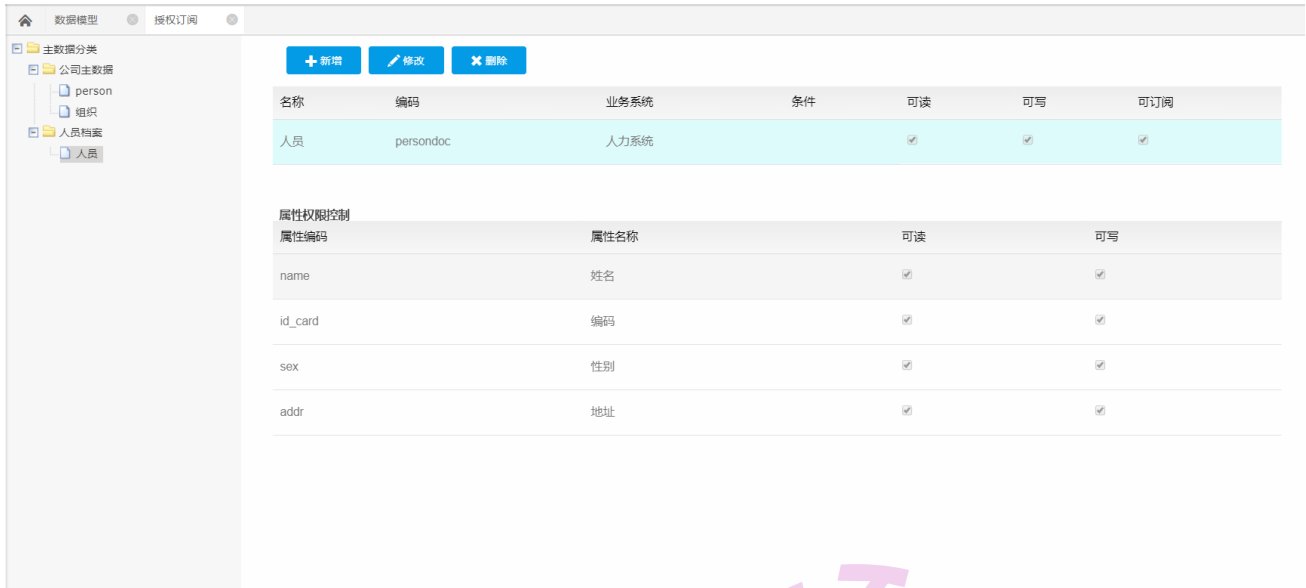 数据模型 授权订阅
主数据分类
公司主数据
person
组织
人员档案
人员
新增 修改 删除
名称 编码 业务系统 条件 可读 可写 可订阅
人员 persondoc 人力系统
属性权限控制
属性编码 属性名称 可读 可写
name 姓名
id_card 编码
sex 性别
addr 地址